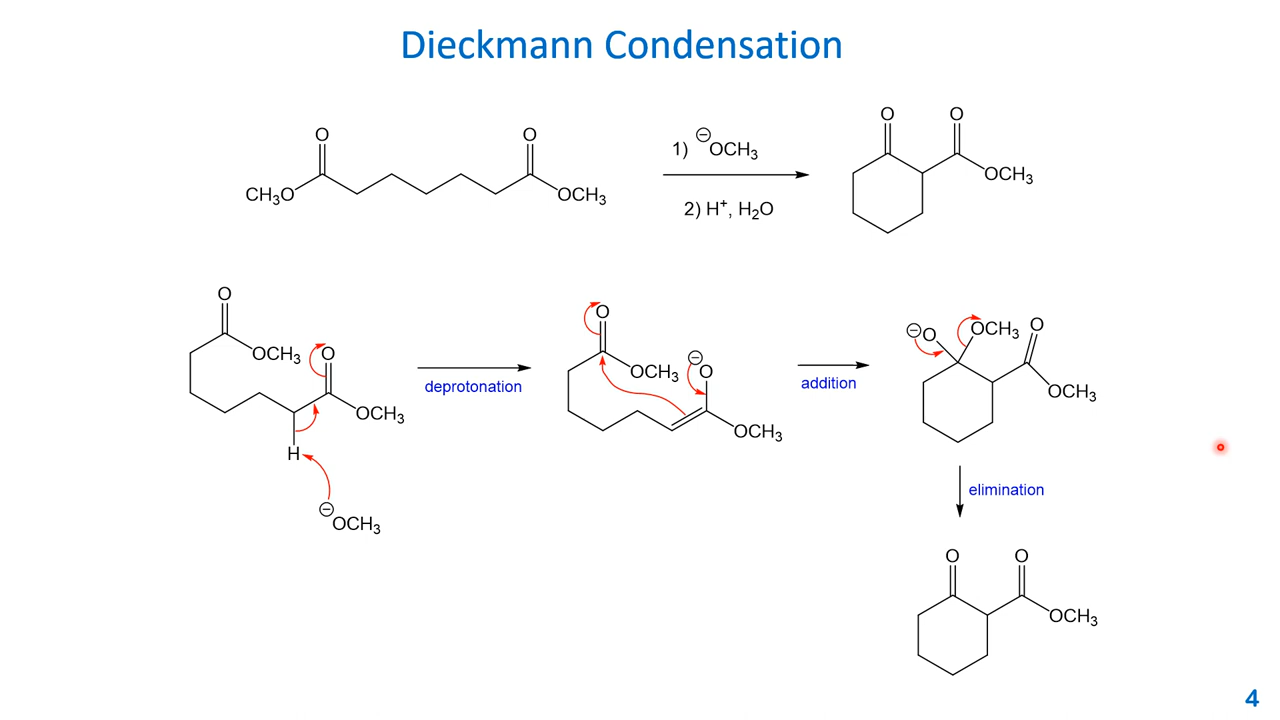 Dieckmann Condensation
O O
CH₃O OCH₃
1) ⊖OCH₃
2) H⁺, H₂O
O O
OCH₃
O
OCH₃
O
OCH₃
H
⊖OCH₃
deprotonation
O
OCH₃
⊖O
OCH₃
addition
⊖O OCH₃ O
OCH₃
elimination
O O
OCH₃
4